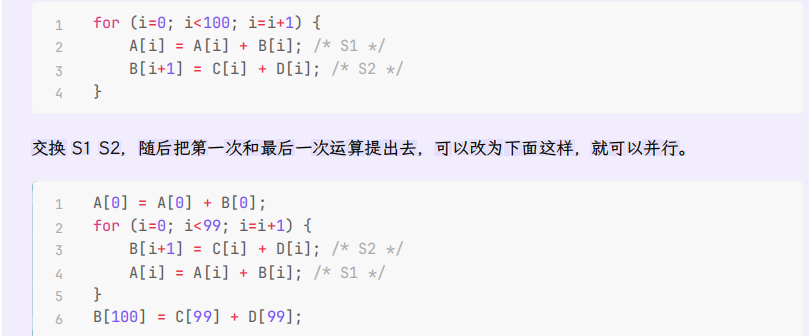 1 for (i=0; i<100; i=i+1) {
2     A[i] = A[i] + B[i]; /* S1 */
3     B[i+1] = C[i] + D[i]; /* S2 */
4 }
交换 S1 S2，随后把第一次和最后一次运算提出去，可以改为下面这样，就可以并行。
1 A[0] = A[0] + B[0];
2 for (i=0; i<99; i=i+1) {
3     B[i+1] = C[i] + D[i]; /* S2 */
4     A[i] = A[i] + B[i]; /* S1 */
5 }
6 B[100] = C[99] + D[99];